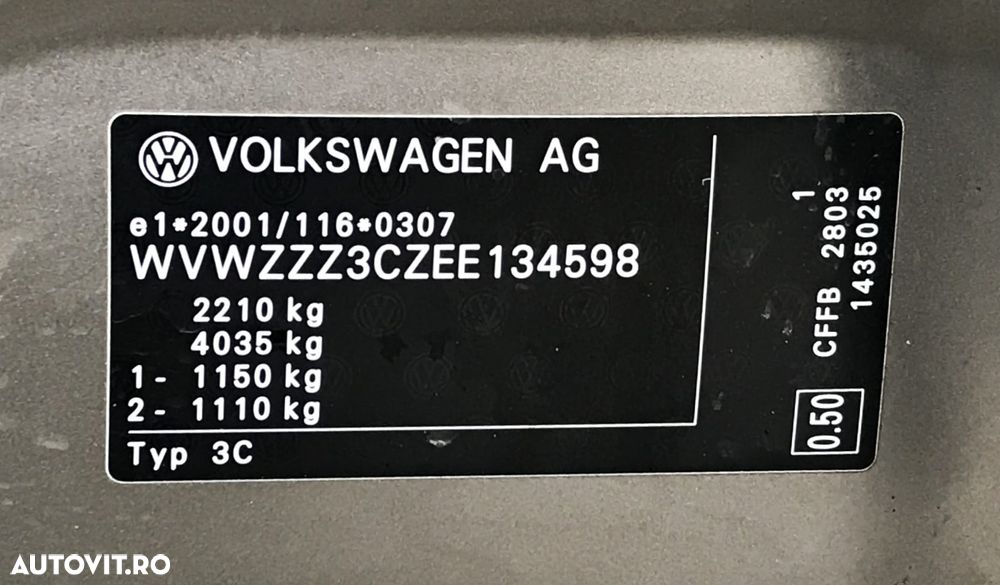 VOLKSWAGEN AG
e1*2001/116*0307
WVWZZZ3CZEE134598
2210 kg
4035 kg
1- 1150 kg
2- 1110 kg
Typ 3C
1
CFFB 2803
1435025
0.50
AUTOVIT.RO